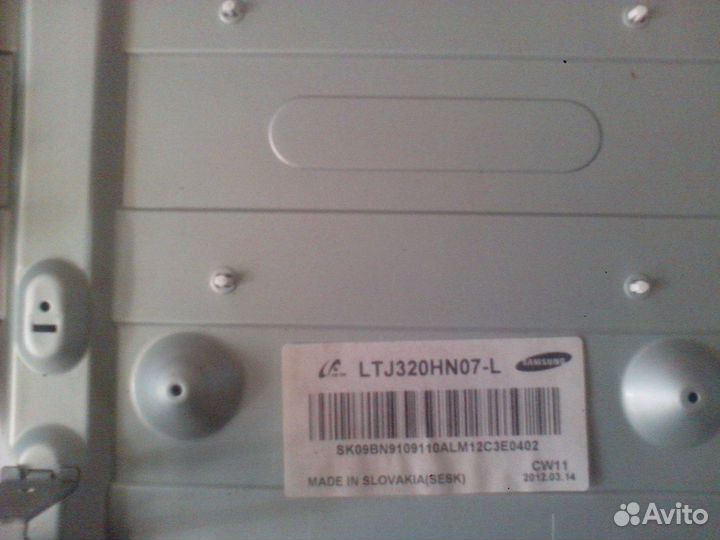 LTJ320HN07-L SAMSUNG
SK09BN9109110ALM12C3E0402
CW11
MADE IN SLOVAKIA(SESK) 2012.03.14
Avito